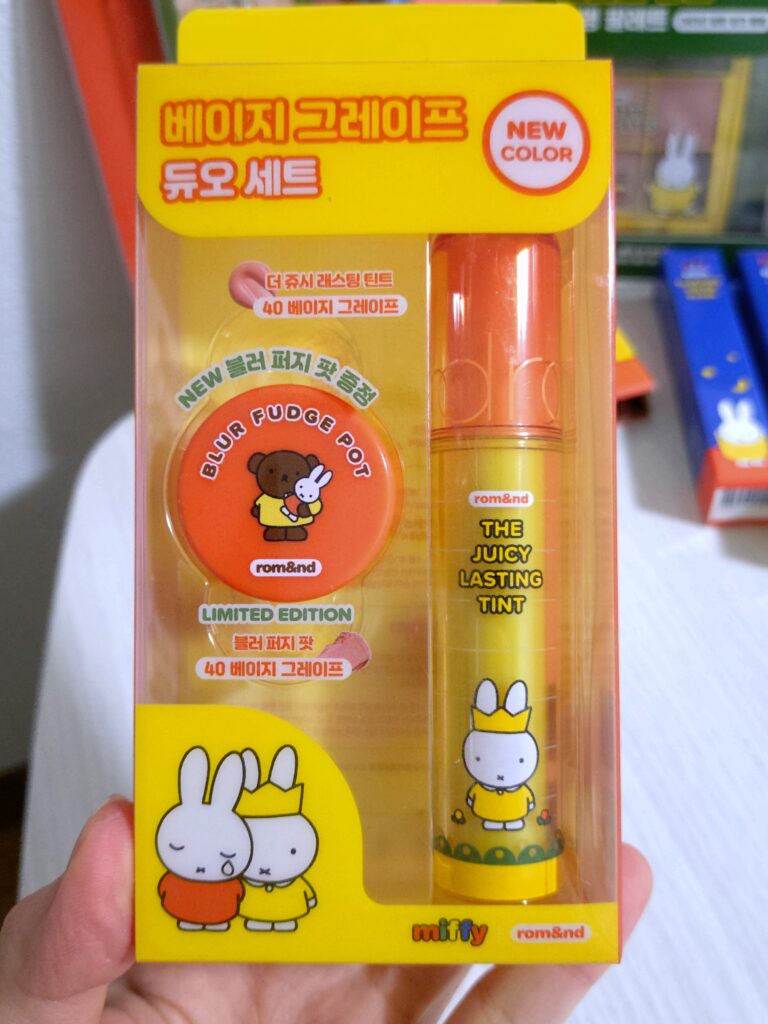 베이지 그레이프
듀오 세트
NEW
COLOR
더 쥬시 래스팅 틴트
40 베이지 그레이프
NEW 블러 퍼지 팟 증정
BLUR FUDGE POT
rom&nd
LIMITED EDITION
블러 퍼지 팟
40 베이지 그레이프
rom&nd
THE
JUICY
LASTING
TINT
miffy
rom&nd